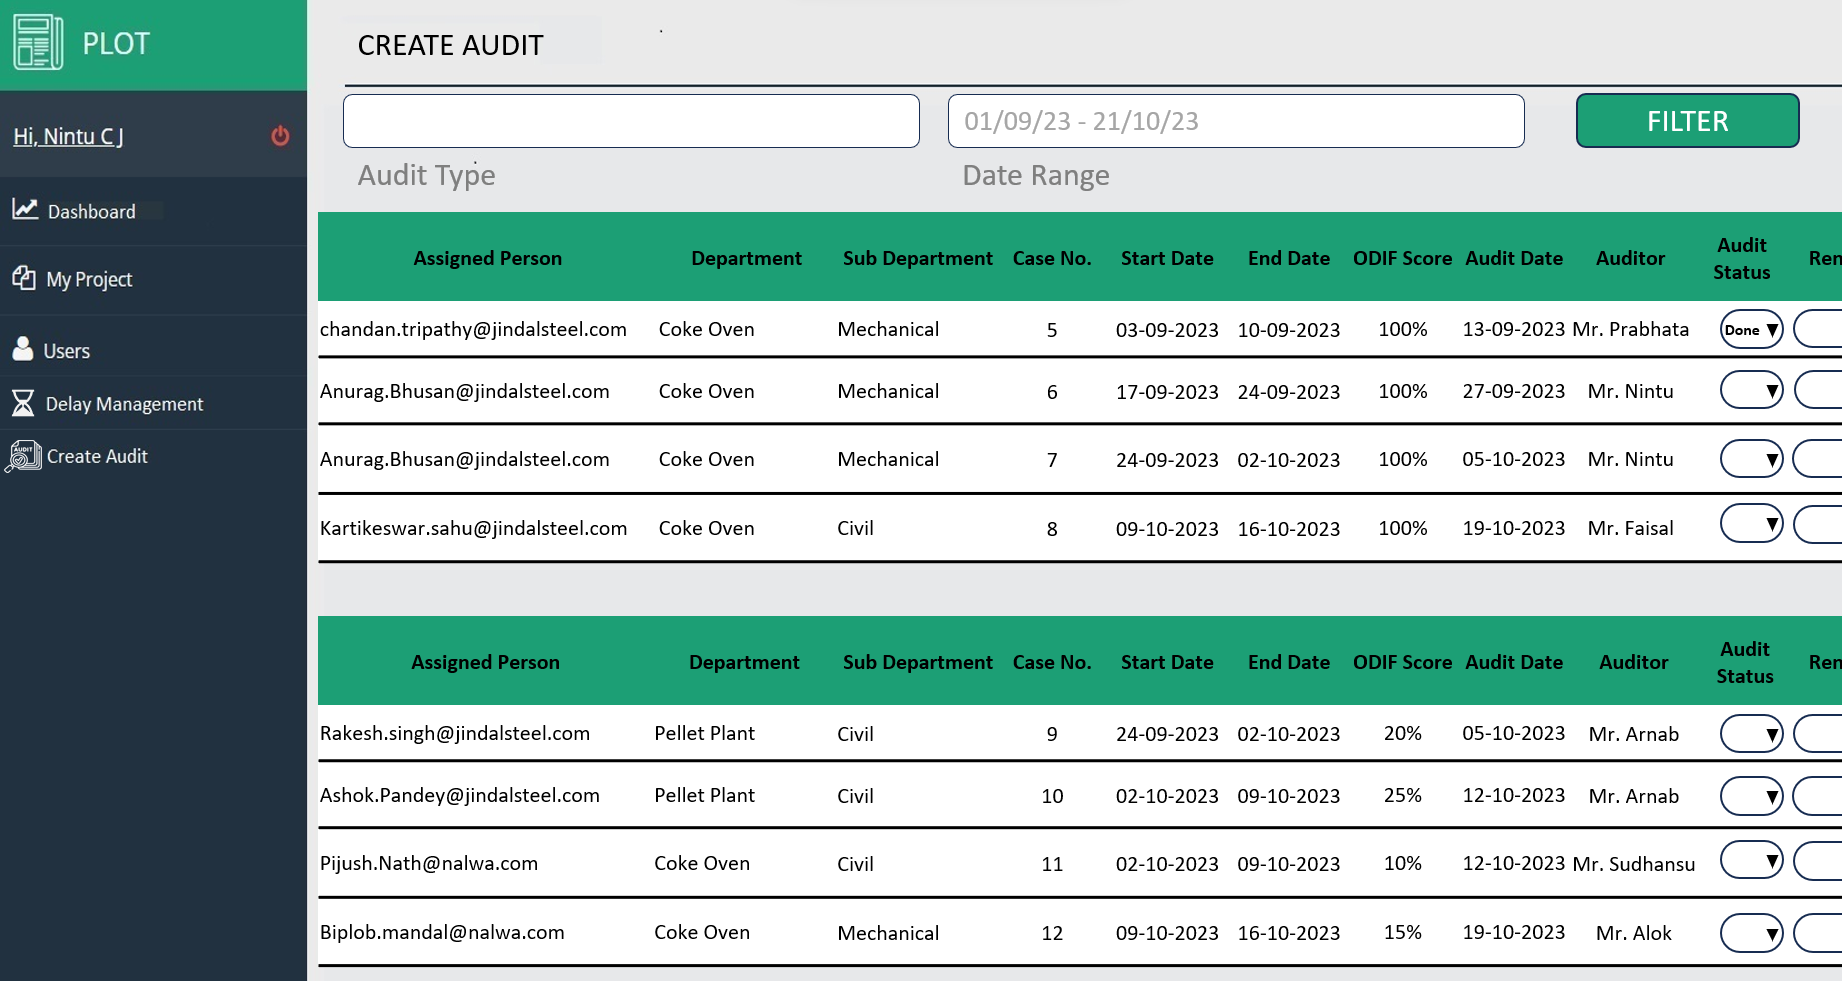 PLOT
Hi, Nintu C J
Dashboard
My Project
Users
Delay Management
Create Audit
CREATE AUDIT
01/09/23 - 21/10/23
FILTER
Audit Type
Date Range
Assigned Person Department Sub Department Case No. Start Date End Date ODIF Score Audit Date Auditor Audit Status Ren
chandan.tripathy@jindalsteel.com Coke Oven Mechanical 5 03-09-2023 10-09-2023 100% 13-09-2023 Mr. Prabhata Done ▼
Anurag.Bhusan@jindalsteel.com Coke Oven Mechanical 6 17-09-2023 24-09-2023 100% 27-09-2023 Mr. Nintu ▼
Anurag.Bhusan@jindalsteel.com Coke Oven Mechanical 7 24-09-2023 02-10-2023 100% 05-10-2023 Mr. Nintu ▼
Kartikeswar.sahu@jindalsteel.com Coke Oven Civil 8 09-10-2023 16-10-2023 100% 19-10-2023 Mr. Faisal ▼
Assigned Person Department Sub Department Case No. Start Date End Date ODIF Score Audit Date Auditor Audit Status Ren
Rakesh.singh@jindalsteel.com Pellet Plant Civil 9 24-09-2023 02-10-2023 20% 05-10-2023 Mr. Arnab ▼
Ashok.Pandey@jindalsteel.com Pellet Plant Civil 10 02-10-2023 09-10-2023 25% 12-10-2023 Mr. Arnab ▼
Pijush.Nath@nalwa.com Coke Oven Civil 11 02-10-2023 09-10-2023 10% 12-10-2023 Mr. Sudhansu ▼
Biplob.mandal@nalwa.com Coke Oven Mechanical 12 09-10-2023 16-10-2023 15% 19-10-2023 Mr. Alok ▼